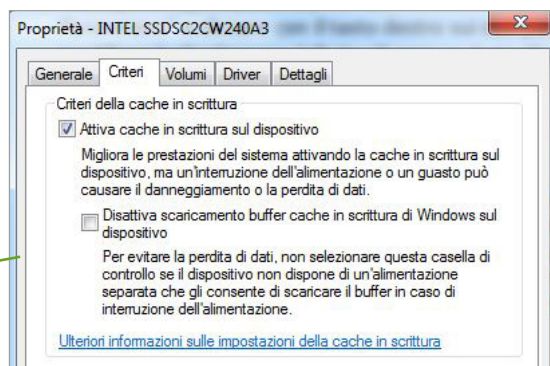 Proprietà - INTEL SSDSC2CW240A3
Generale Criteri Volumi Driver Dettagli
Criteri della cache in scrittura
Attiva cache in scrittura sul dispositivo
Migliora le prestazioni del sistema attivando la cache in scrittura sul
dispositivo, ma un'interruzione dell'alimentazione o un guasto può
causare il danneggiamento o la perdita di dati.
Disattiva scaricamento buffer cache in scrittura di Windows sul
dispositivo
Per evitare la perdita di dati, non selezionare questa casella di
controllo se il dispositivo non dispone di un'alimentazione
separata che gli consente di scaricare il buffer in caso di
interruzione dell'alimentazione.
Ulteriori informazioni sulle impostazioni della cache in scrittura